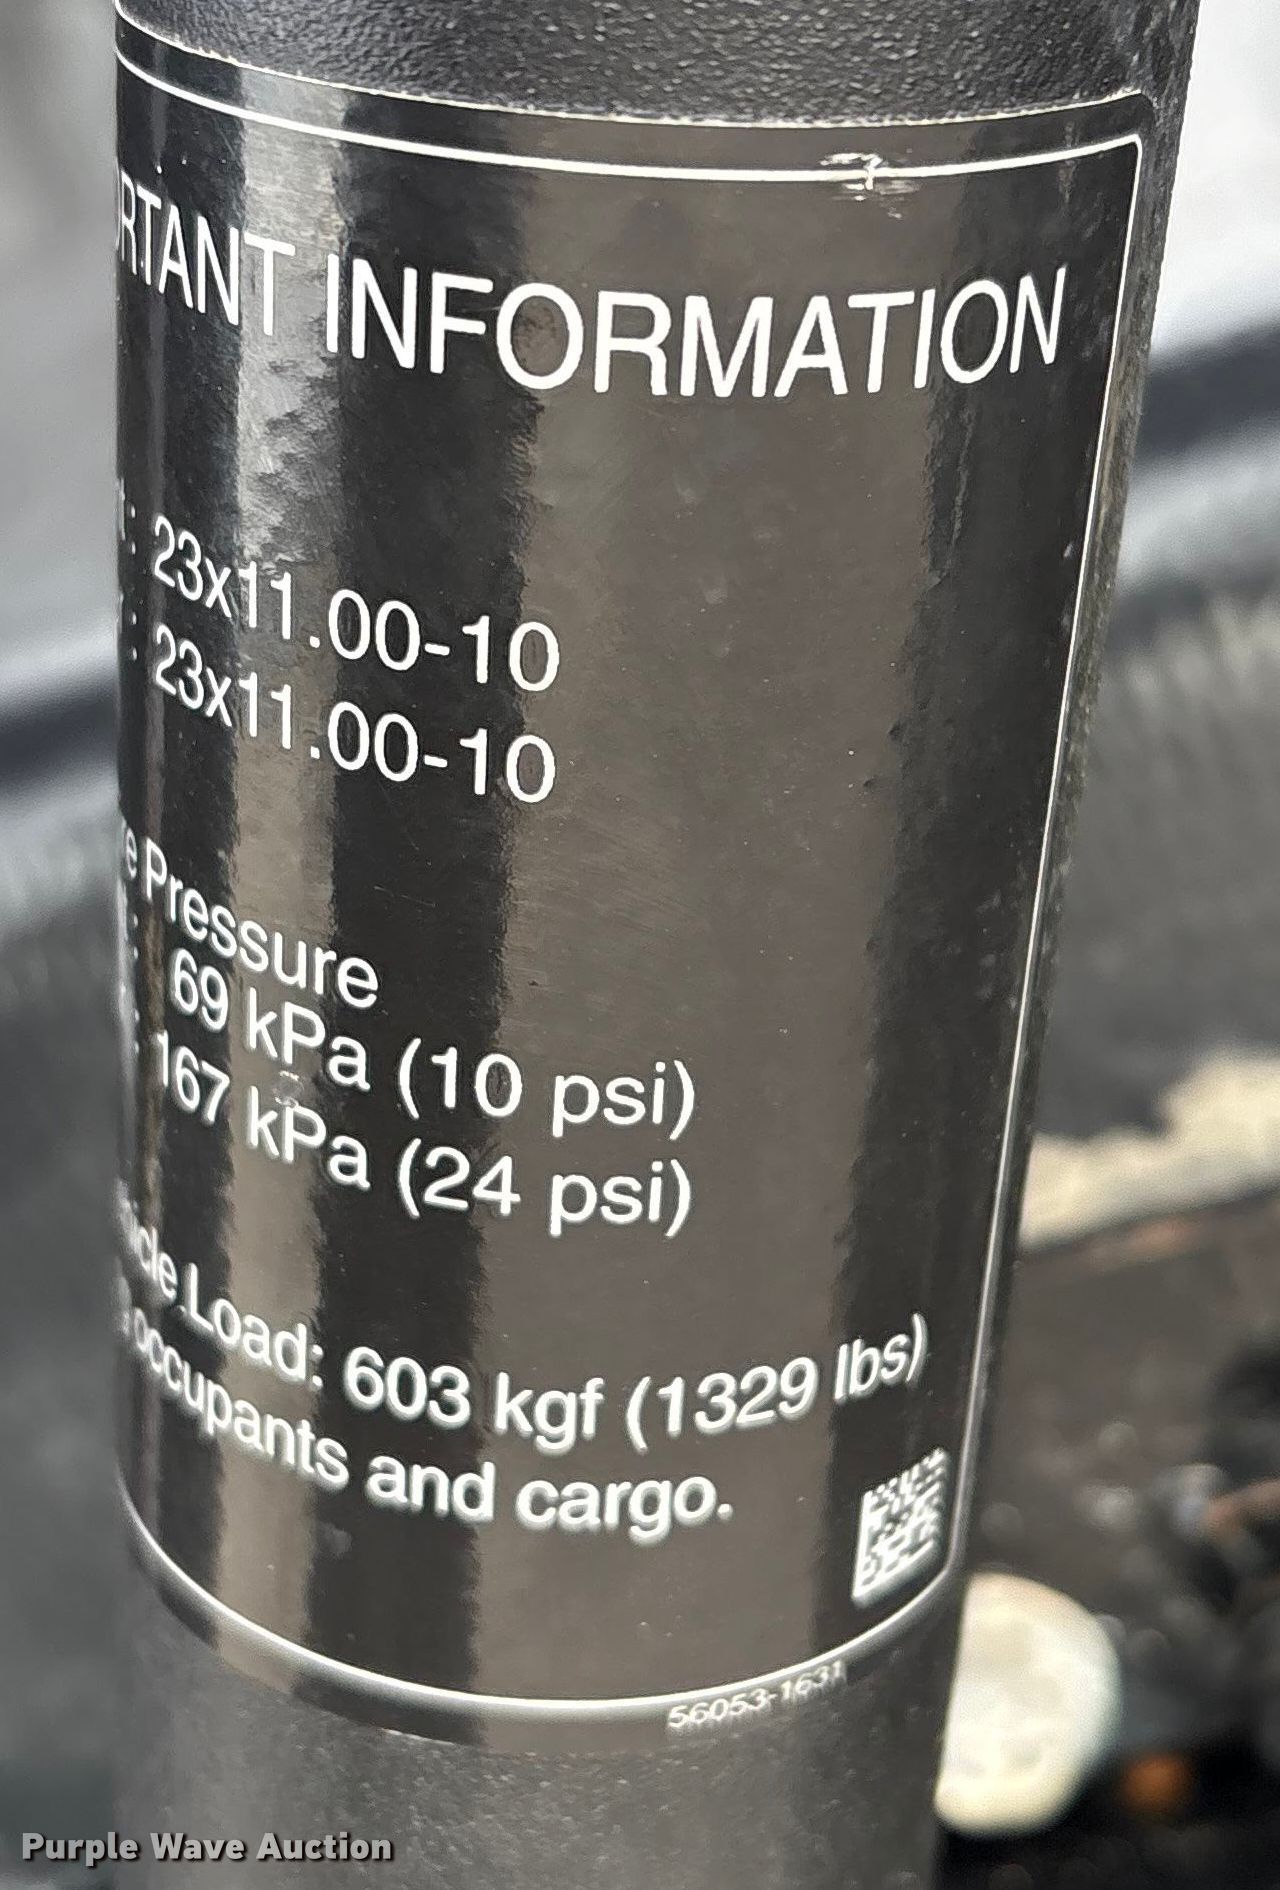 INFORMATION
23x11.00-10
23x11.00-10
Pressure
69 kPa (10 psi)
167 kPa (24 psi)
Load: 603 kgf (1329 lbs)
occupants and cargo.
56053-1631
Purple Wave Auction